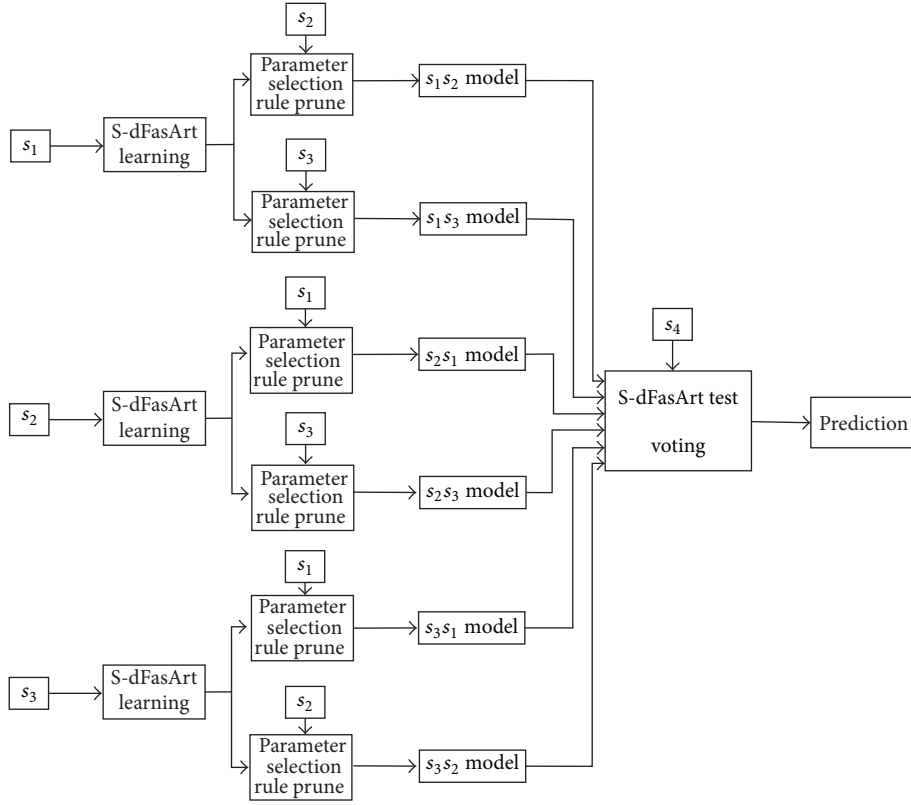 s₂
Parameter
selection
rule prune
s₁s₂ model
s₁
S-dFasArt
learning
s₃
Parameter
selection
rule prune
s₁s₃ model
s₁
Parameter
selection
rule prune
s₂s₁ model
s₂
S-dFasArt
learning
s₃
Parameter
selection
rule prune
s₂s₃ model
s₁
Parameter
selection
rule prune
s₃s₁ model
s₃
S-dFasArt
learning
s₂
Parameter
selection
rule prune
s₃s₂ model
s₄
S-dFasArt test
voting
Prediction